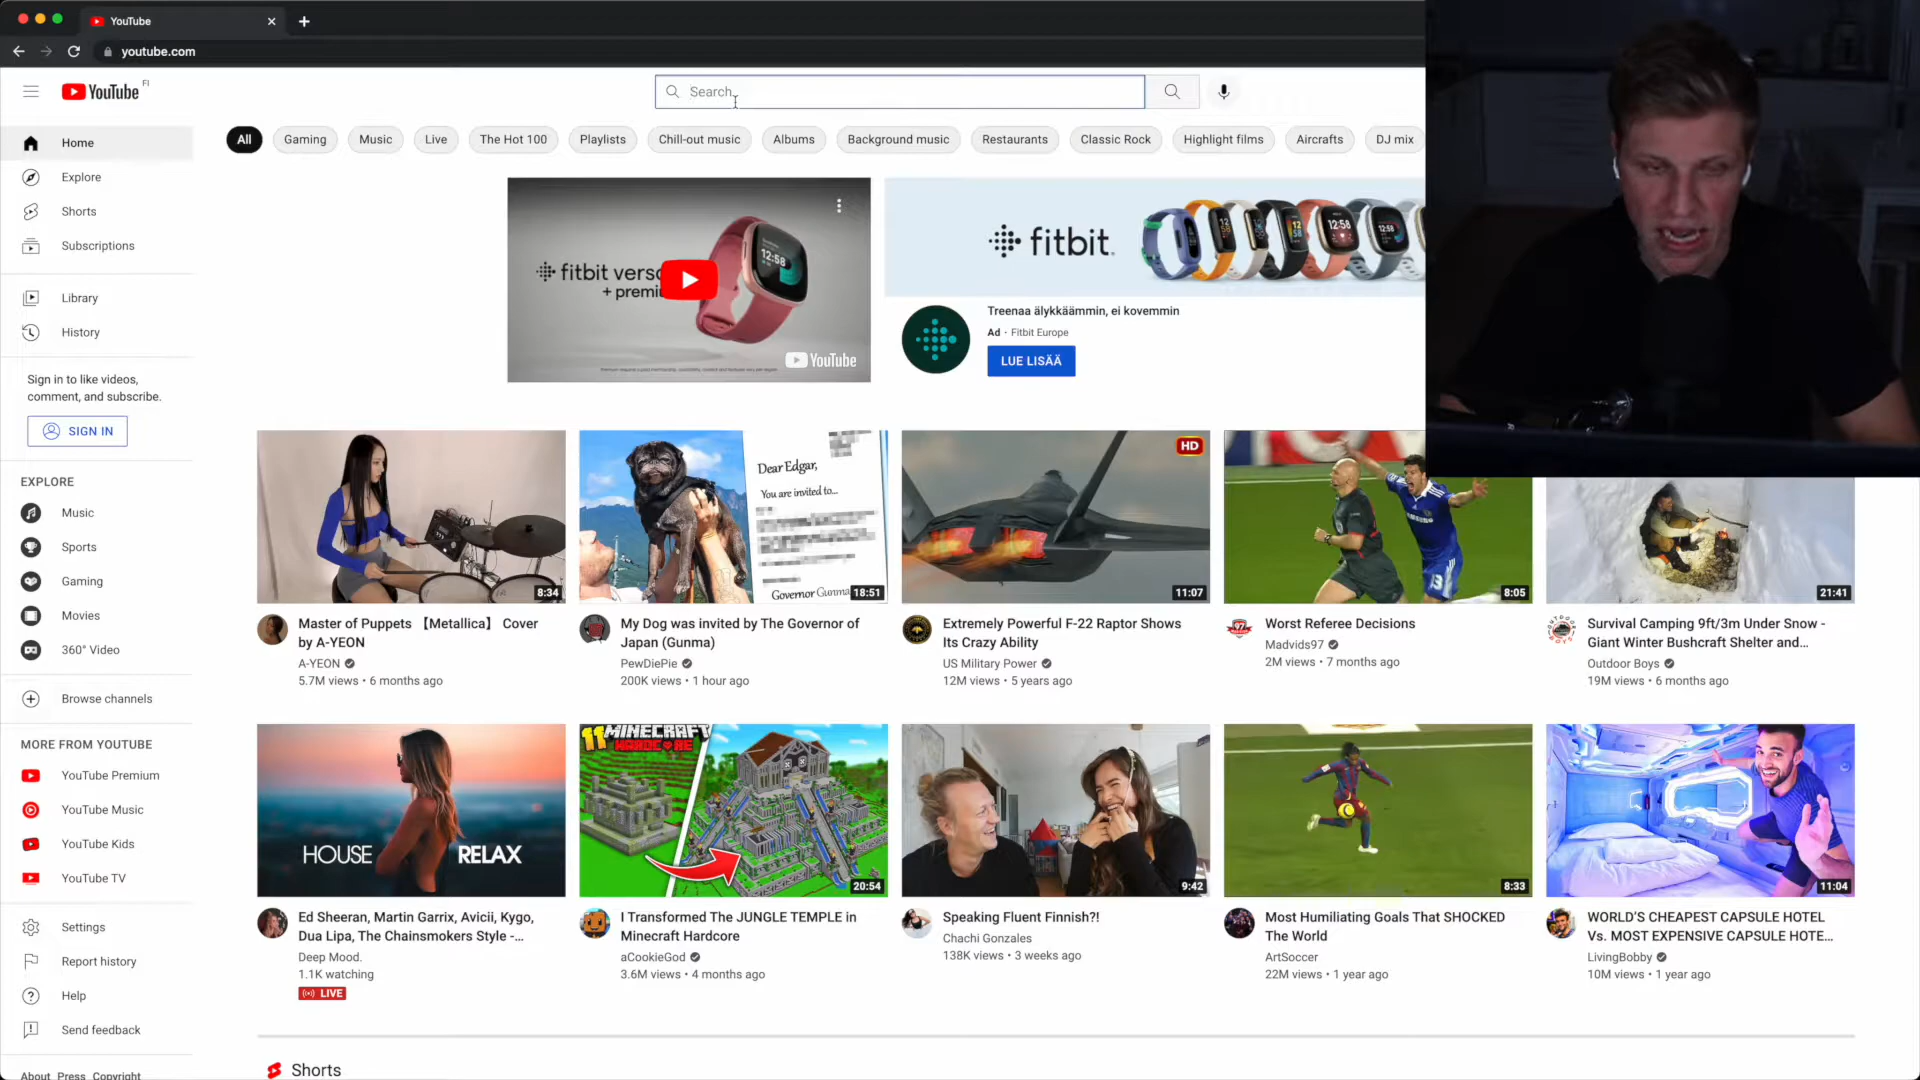 YouTube
youtube.com
YouTube FI
Search
All
Gaming
Music
Live
The Hot 100
Playlists
Chill-out music
Albums
Background music
Restaurants
Classic Rock
Highlight films
Aircrafts
DJ mix
Home
Explore
Shorts
Subscriptions
Library
History
Sign in to like videos,
comment, and subscribe.
SIGN IN
EXPLORE
Music
Sports
Gaming
Movies
360° Video
Browse channels
MORE FROM YOUTUBE
YouTube Premium
YouTube Music
YouTube Kids
YouTube TV
Settings
Report history
Help
Send feedback
About Press Copyright
fitbit
+
12:58
YouTube
fitbit.
12:58
12:58
Treenaa älykkäämmin, ei kovemmin
Ad · Fitbit Europe
LUE LISÄÄ
8:34
Dear Edgar,
You are invited to...
Governor
18:51
HD
11:07
SAMSUNG
13
8:05
21:41
Master of Puppets 【Metallica】 Cover
by A-YEON
A-YEON
5.7M views • 6 months ago
My Dog was invited by The Governor of
Japan (Gunma)
PewDiePie
200K views • 1 hour ago
Extremely Powerful F-22 Raptor Shows
Its Crazy Ability
US Military Power
12M views • 5 years ago
Worst Referee Decisions
Madvids97
2M views • 7 months ago
Survival Camping 9ft/3m Under Snow -
Giant Winter Bushcraft Shelter and...
Outdoor Boys
19M views • 6 months ago
HOUSE RELAX
11 MINECRAFT
20:54
9:42
8:33
11:04
Ed Sheeran, Martin Garrix, Avicii, Kygo,
Dua Lipa, The Chainsmokers Style -...
Deep Mood.
1.1K watching
LIVE
I Transformed The JUNGLE TEMPLE in
Minecraft Hardcore
aCookieGod
3.6M views • 4 months ago
Speaking Fluent Finnish?!
Chachi Gonzales
138K views • 3 weeks ago
Most Humiliating Goals That SHOCKED
The World
ArtSoccer
22M views • 1 year ago
WORLD'S CHEAPEST CAPSULE HOTEL
Vs. MOST EXPENSIVE CAPSULE HOTE...
LivingBobby
10M views • 1 year ago
Shorts